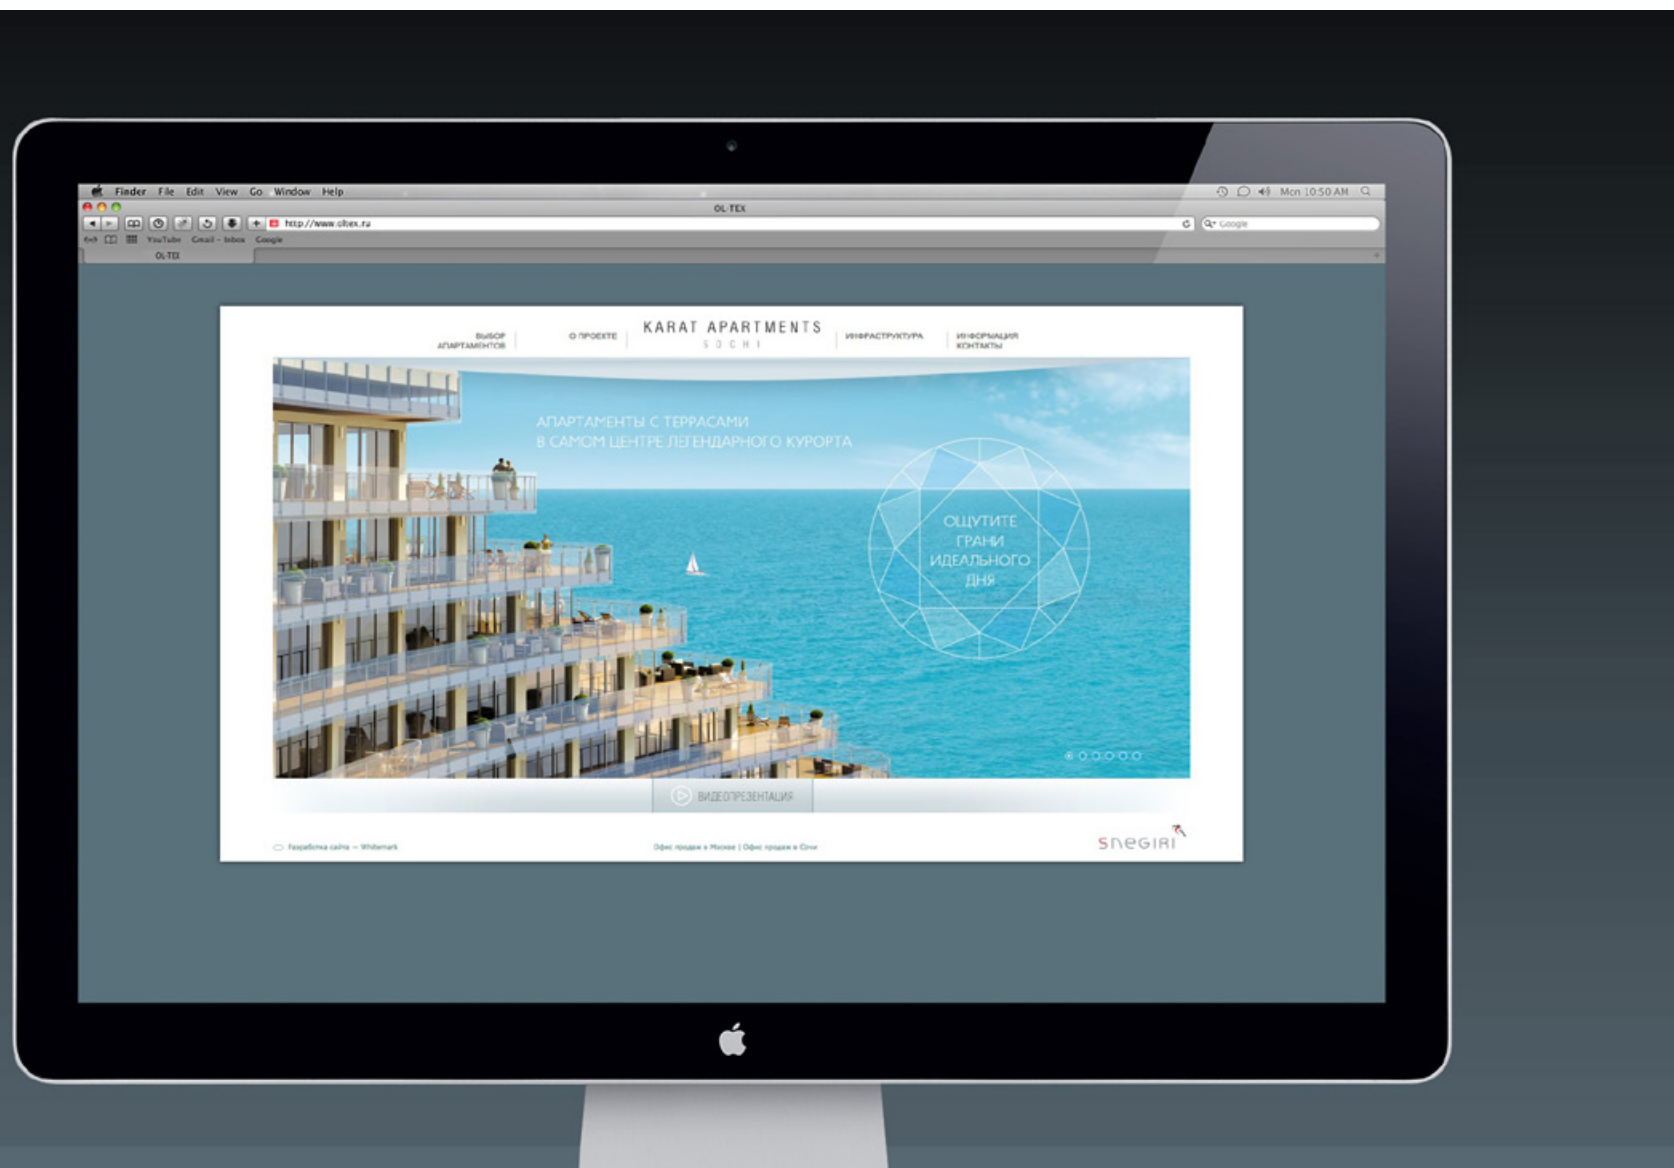 Finder File Edit View Go Window Help
Mon 10:50 AM
OL-TEX
http://www.oltex.ru
Google
YouTube Gmail - Inbox Google
OL-TEX
ВЫБОР
АПАРТАМЕНТОВ
О ПРОЕКТЕ
KARAT APARTMENTS
SOCHI
ИНФРАСТРУКТУРА
ИНФОРМАЦИЯ
КОНТАКТЫ
АПАРТАМЕНТЫ С ТЕРРАСАМИ
В САМОМ ЦЕНТРЕ ЛЕГЕНДАРНОГО КУРОРТА
ОЩУТИТЕ
ГРАНИ
ИДЕАЛЬНОГО
ДНЯ
ВИДЕОПРЕЗЕНТАЦИЯ
Разработка сайта — Whitemark
Офис продаж в Москве | Офис продаж в Сочи
SNEGIRI